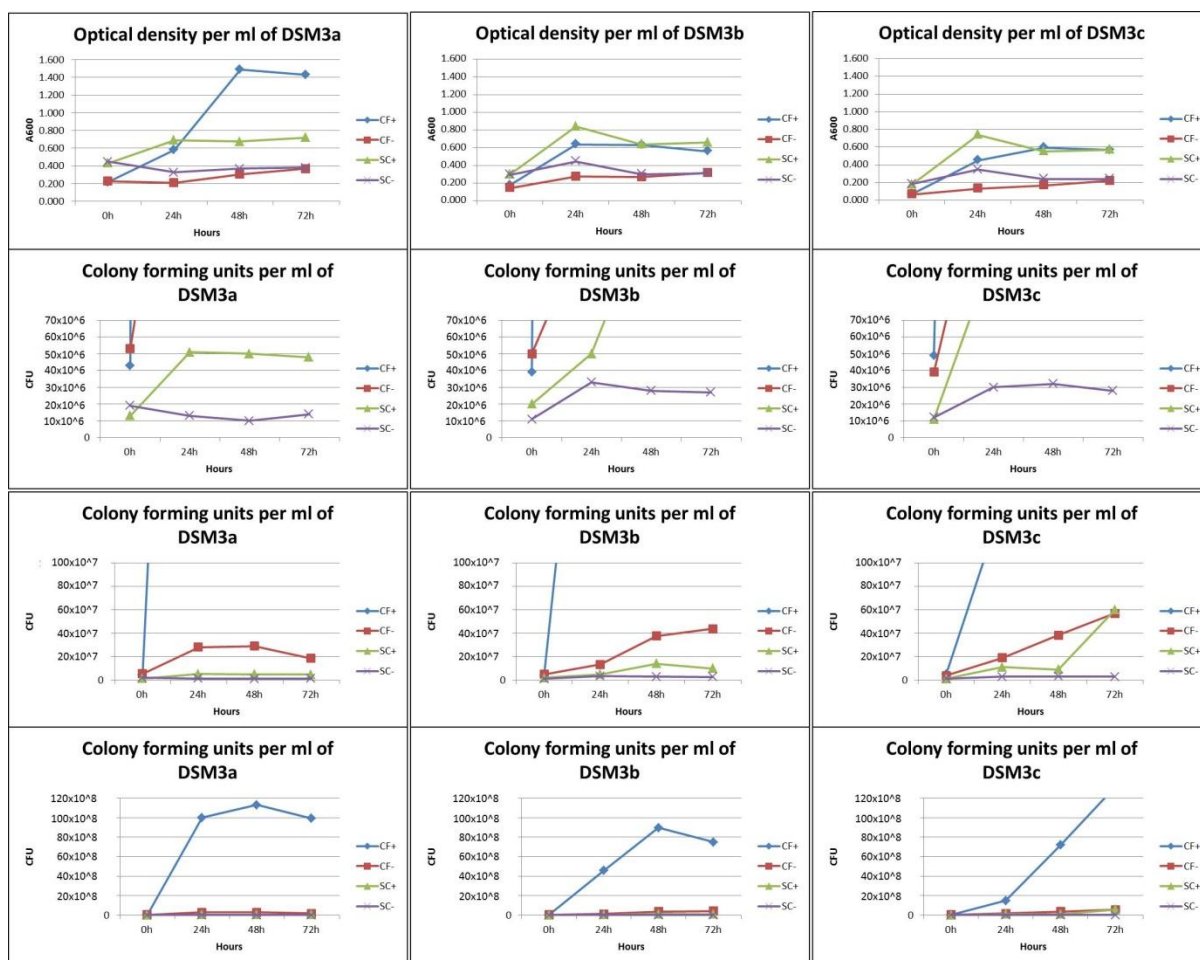 Optical density per ml of DSM3a
1.600
1.400
1.200
1.000
0.800
0.600
0.400
0.200
0.000
A600
0h 24h 48h 72h
Hours
CF+
CF-
SC+
SC-
Optical density per ml of DSM3b
1.600
1.400
1.200
1.000
0.800
0.600
0.400
0.200
0.000
A600
0h 24h 48h 72h
Hours
CF+
CF-
SC+
SC-
Optical density per ml of DSM3c
1.600
1.400
1.200
1.000
0.800
0.600
0.400
0.200
0.000
A600
0h 24h 48h 72h
Hours
CF+
CF-
SC+
SC-
Colony forming units per ml of
DSM3a
70x10^6
60x10^6
50x10^6
40x10^6
30x10^6
20x10^6
10x10^6
0
CFU
0h 24h 48h 72h
Hours
CF+
CF-
SC+
SC-
Colony forming units per ml of
DSM3b
70x10^6
60x10^6
50x10^6
40x10^6
30x10^6
20x10^6
10x10^6
0
CFU
0h 24h 48h 72h
Hours
CF+
CF-
SC+
SC-
Colony forming units per ml of
DSM3c
70x10^6
60x10^6
50x10^6
40x10^6
30x10^6
20x10^6
10x10^6
0
CFU
0h 24h 48h 72h
Hours
CF+
CF-
SC+
SC-
Colony forming units per ml of
DSM3a
100x10^7
80x10^7
60x10^7
40x10^7
20x10^7
0
CFU
0h 24h 48h 72h
Hours
CF+
CF-
SC+
SC-
Colony forming units per ml of
DSM3b
100x10^7
80x10^7
60x10^7
40x10^7
20x10^7
0
CFU
0h 24h 48h 72h
Hours
CF+
CF-
SC+
SC-
Colony forming units per ml of
DSM3c
100x10^7
80x10^7
60x10^7
40x10^7
20x10^7
0
CFU
0h 24h 48h 72h
Hours
CF+
CF-
SC+
SC-
Colony forming units per ml of
DSM3a
120x10^8
100x10^8
80x10^8
60x10^8
40x10^8
20x10^8
0
CFU
0h 24h 48h 72h
Hours
CF+
CF-
SC+
SC-
Colony forming units per ml of
DSM3b
120x10^8
100x10^8
80x10^8
60x10^8
40x10^8
20x10^8
0
CFU
0h 24h 48h 72h
Hours
CF+
CF-
SC+
SC-
Colony forming units per ml of
DSM3c
120x10^8
100x10^8
80x10^8
60x10^8
40x10^8
20x10^8
0
CFU
0h 24h 48h 72h
Hours
CF+
CF-
SC+
SC-